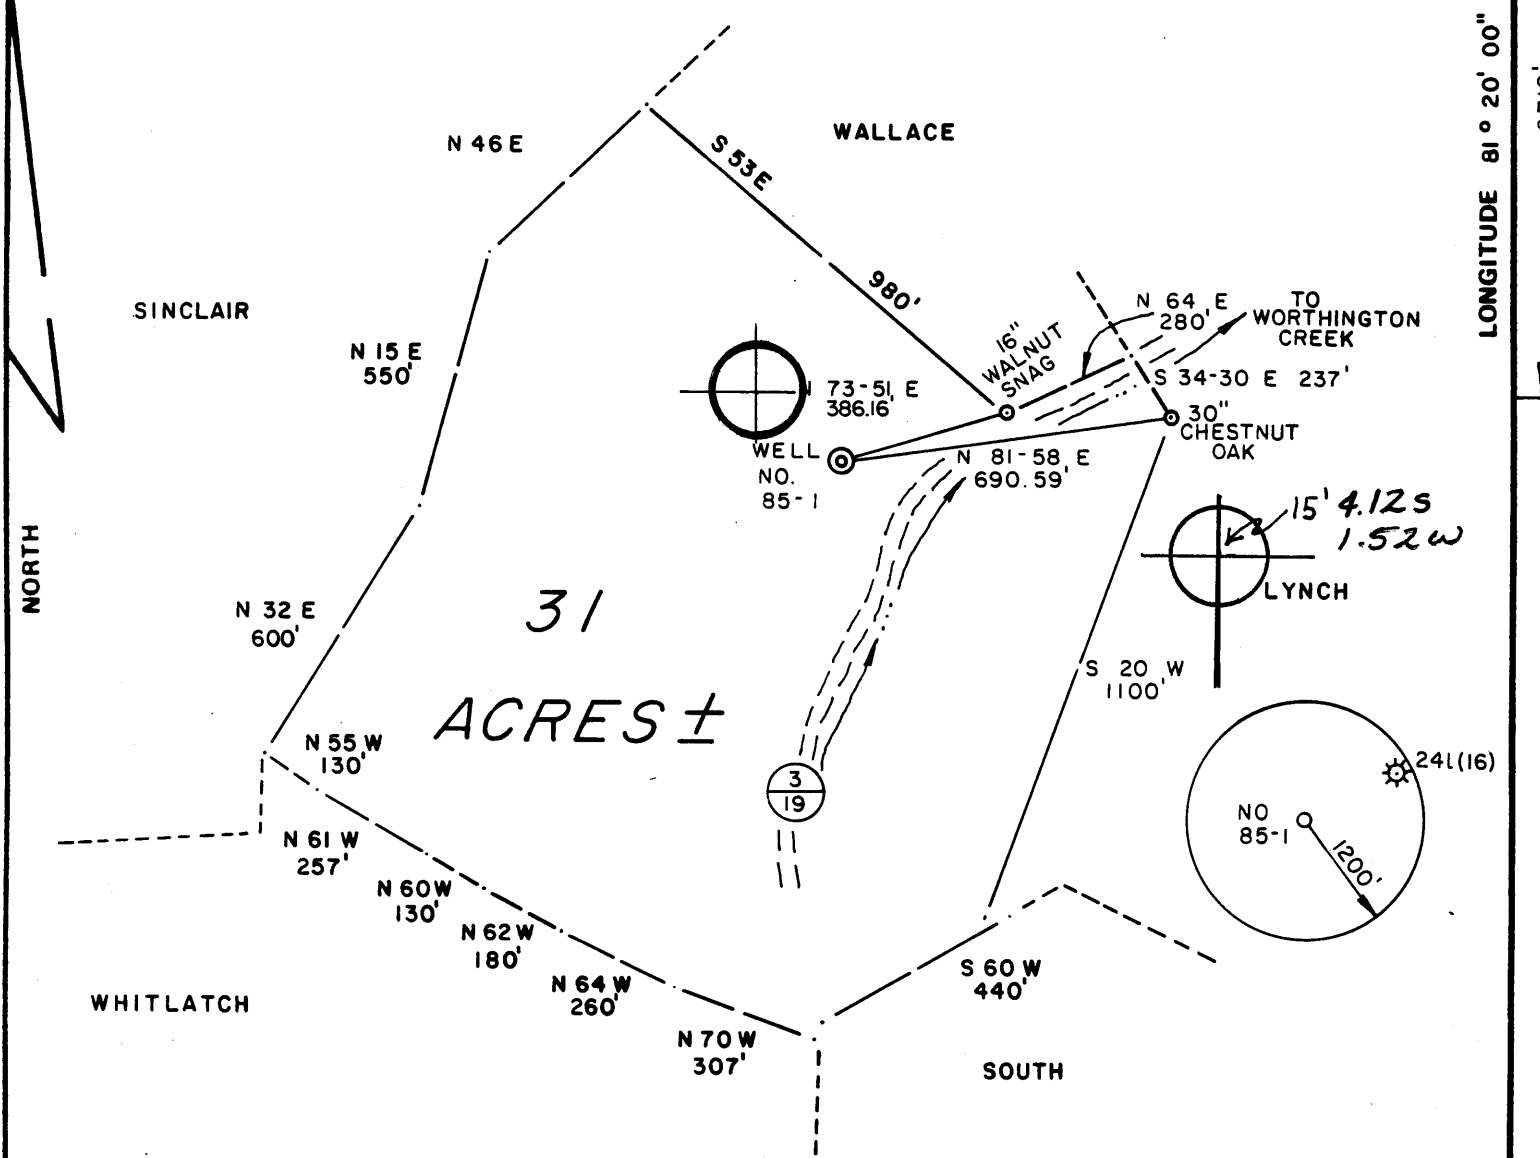 LONGITUDE 81° 20' 00"
N 46 E
WALLACE
S 53E
980'
SINCLAIR
N 15 E
550'
16"
WALNUT
SNAG
N 64 E
280'
TO
WORTHINGTON
CREEK
S 34-30 E 237'
30"
CHESTNUT
OAK
N 73-51 E
386.16'
WELL
NO.
85-1
N 81-58 E
690.59'
15' 4.12 S
1.52 W
LYNCH
NORTH
N 32 E
600'
31
ACRES ±
S 20 W
1100'
N 55 W
130'
3
19
241(16)
NO
85-1
1200'
N 61 W
257'
N 60 W
130'
N 62 W
180'
N 64 W
260'
N 70 W
307'
S 60 W
440'
WHITLATCH
SOUTH